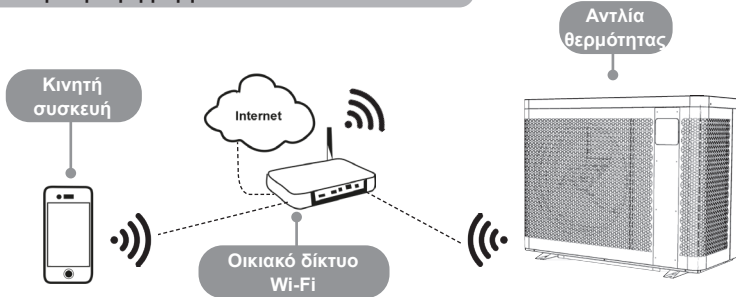 Αντλία
θερμότητας
Κινητή
συσκευή
Internet
Οικιακό δίκτυο
Wi-Fi